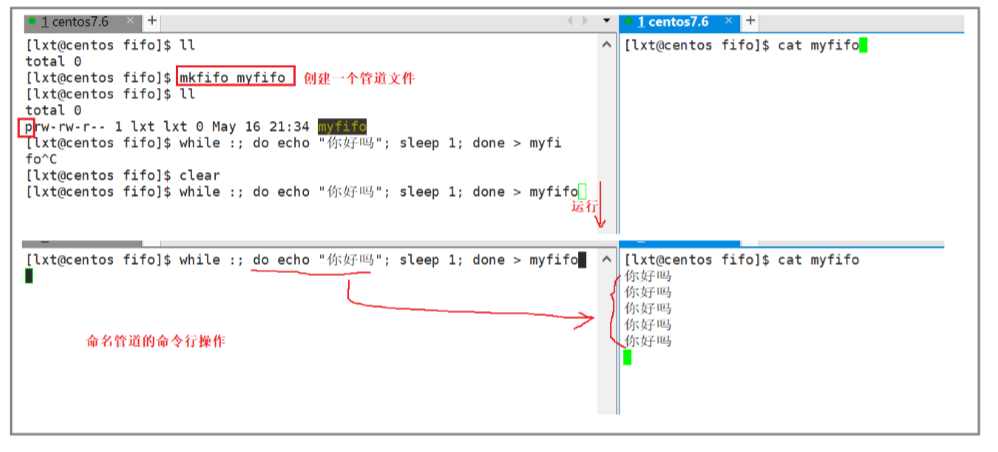 1 centos7.6 × +
[lxt@centos fifo]$ ll
total 0
[lxt@centos fifo]$ mkfifo myfifo 创建一个管道文件
[lxt@centos fifo]$ ll
total 0
prw-rw-r-- 1 lxt lxt 0 May 16 21:34 myfifo
[lxt@centos fifo]$ while :; do echo "你好吗"; sleep 1; done > myfi
fo^C
[lxt@centos fifo]$ clear
[lxt@centos fifo]$ while :; do echo "你好吗"; sleep 1; done > myfifo
运行
1 centos7.6 × +
[lxt@centos fifo]$ cat myfifo
[lxt@centos fifo]$ while :; do echo "你好吗"; sleep 1; done > myfifo
命名管道的命令行操作
[lxt@centos fifo]$ cat myfifo
你好吗
你好吗
你好吗
你好吗
你好吗